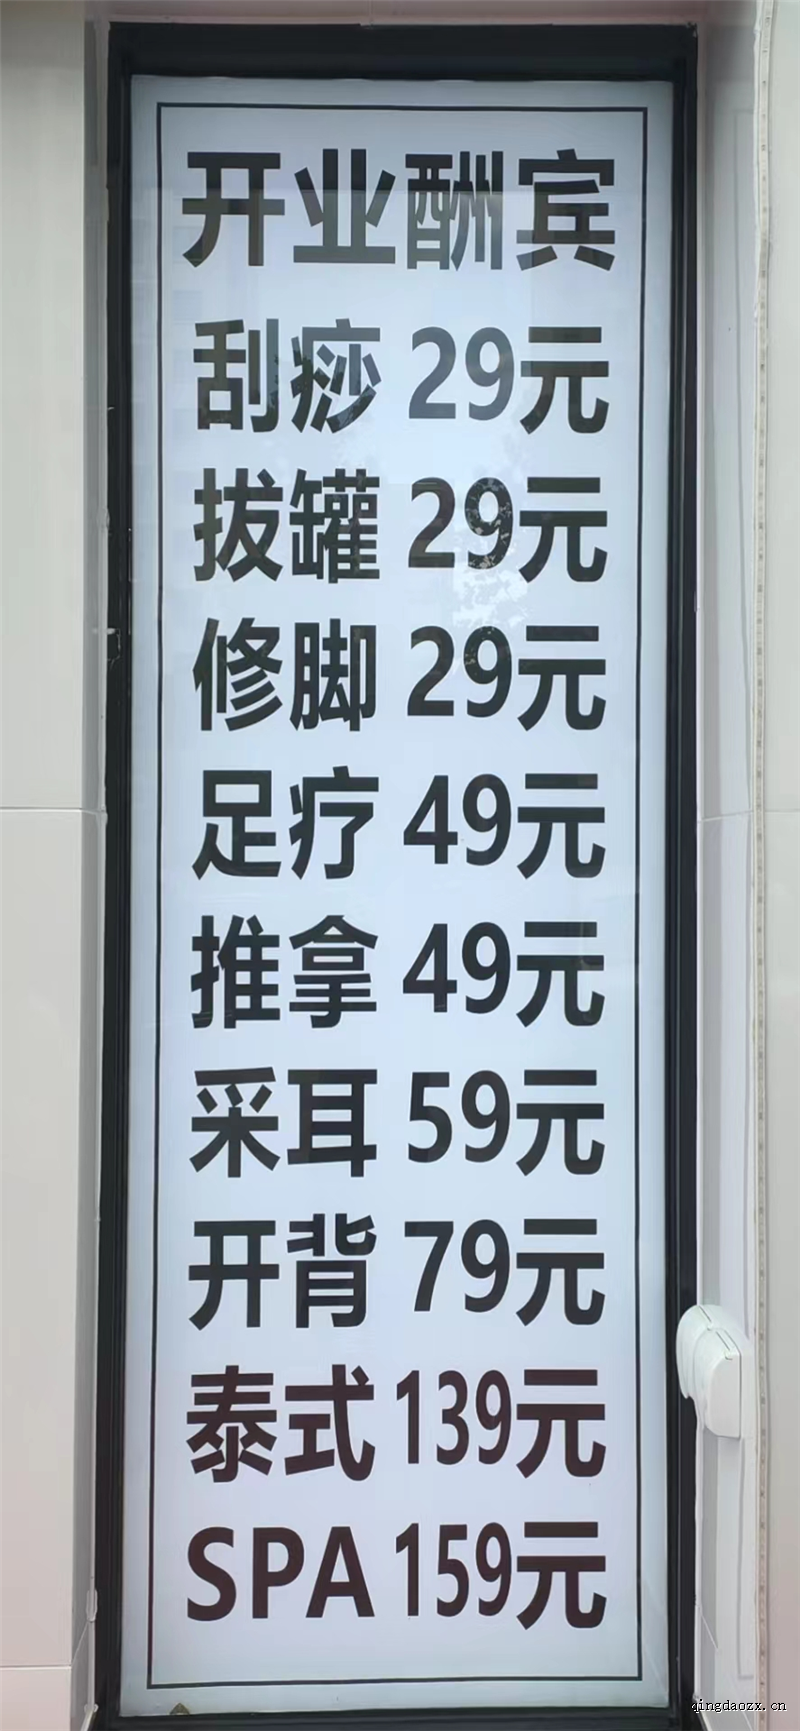 开业酬宾
刮痧 29元
拔罐 29元
修脚 29元
足疗 49元
推拿 49元
采耳 59元
开背 79元
泰式 139元
SPA 159元
qingdaozx.cn